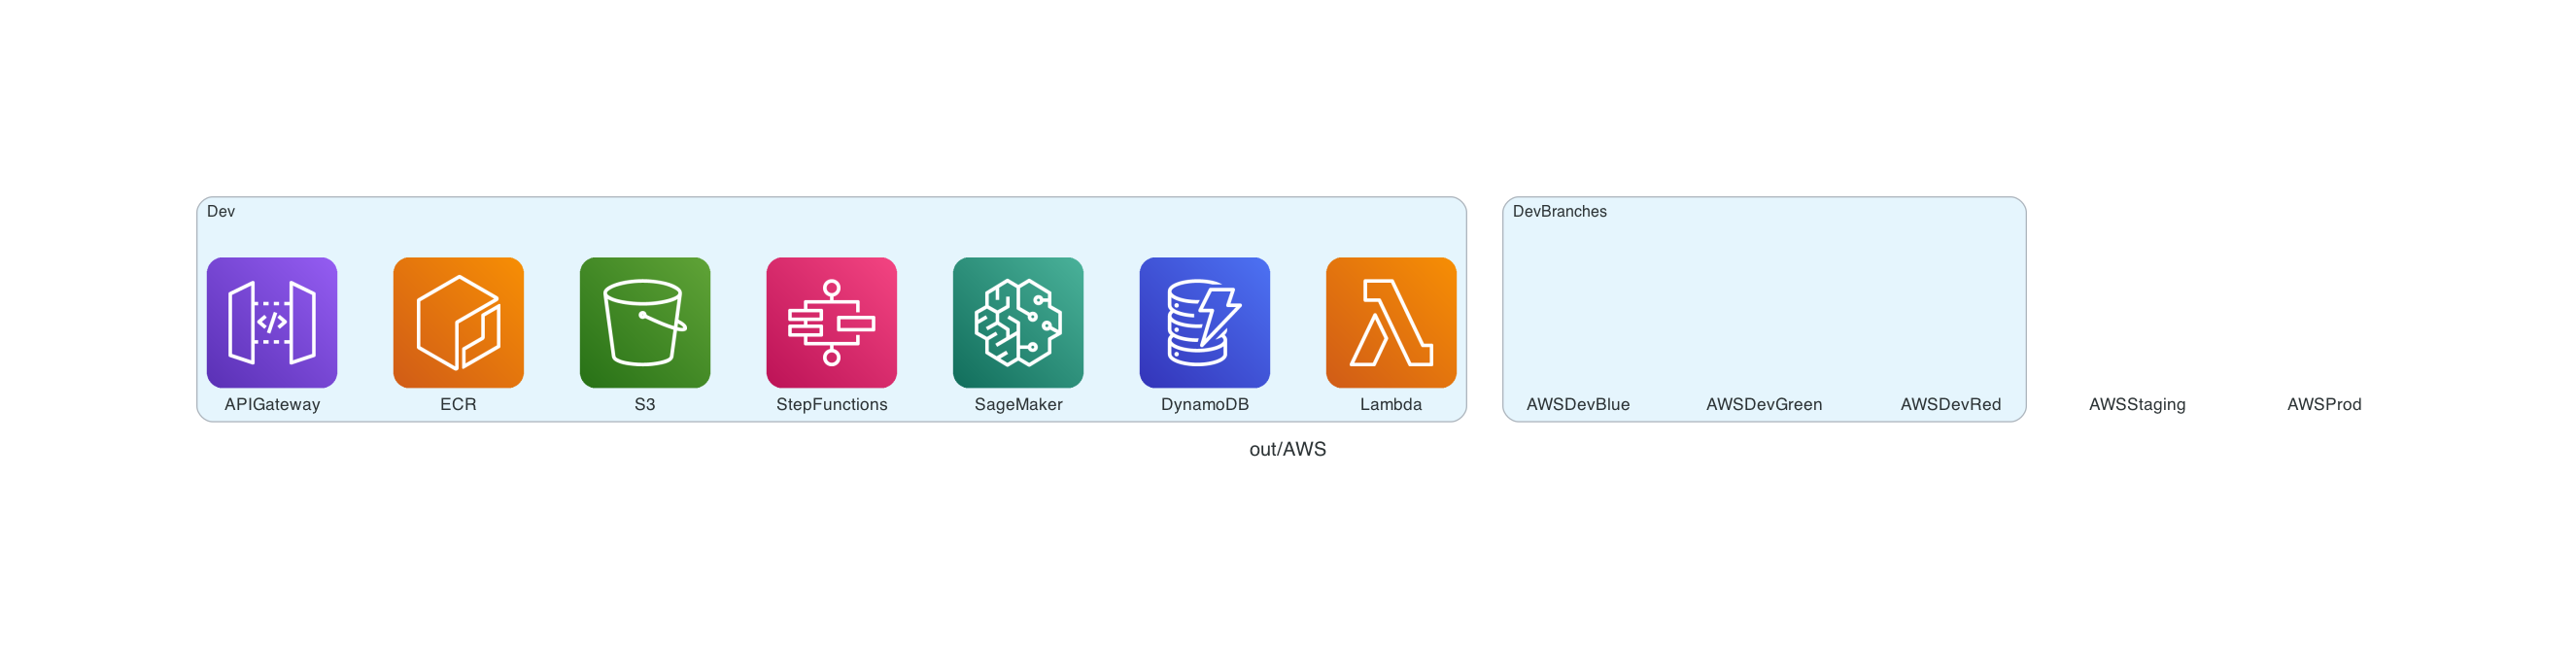 Dev
DevBranches
</>
APIGateway
ECR
S3
StepFunctions
SageMaker
DynamoDB
Lambda
AWSDevBlue
AWSDevGreen
AWSDevRed
AWSStaging
AWSProd
out/AWS